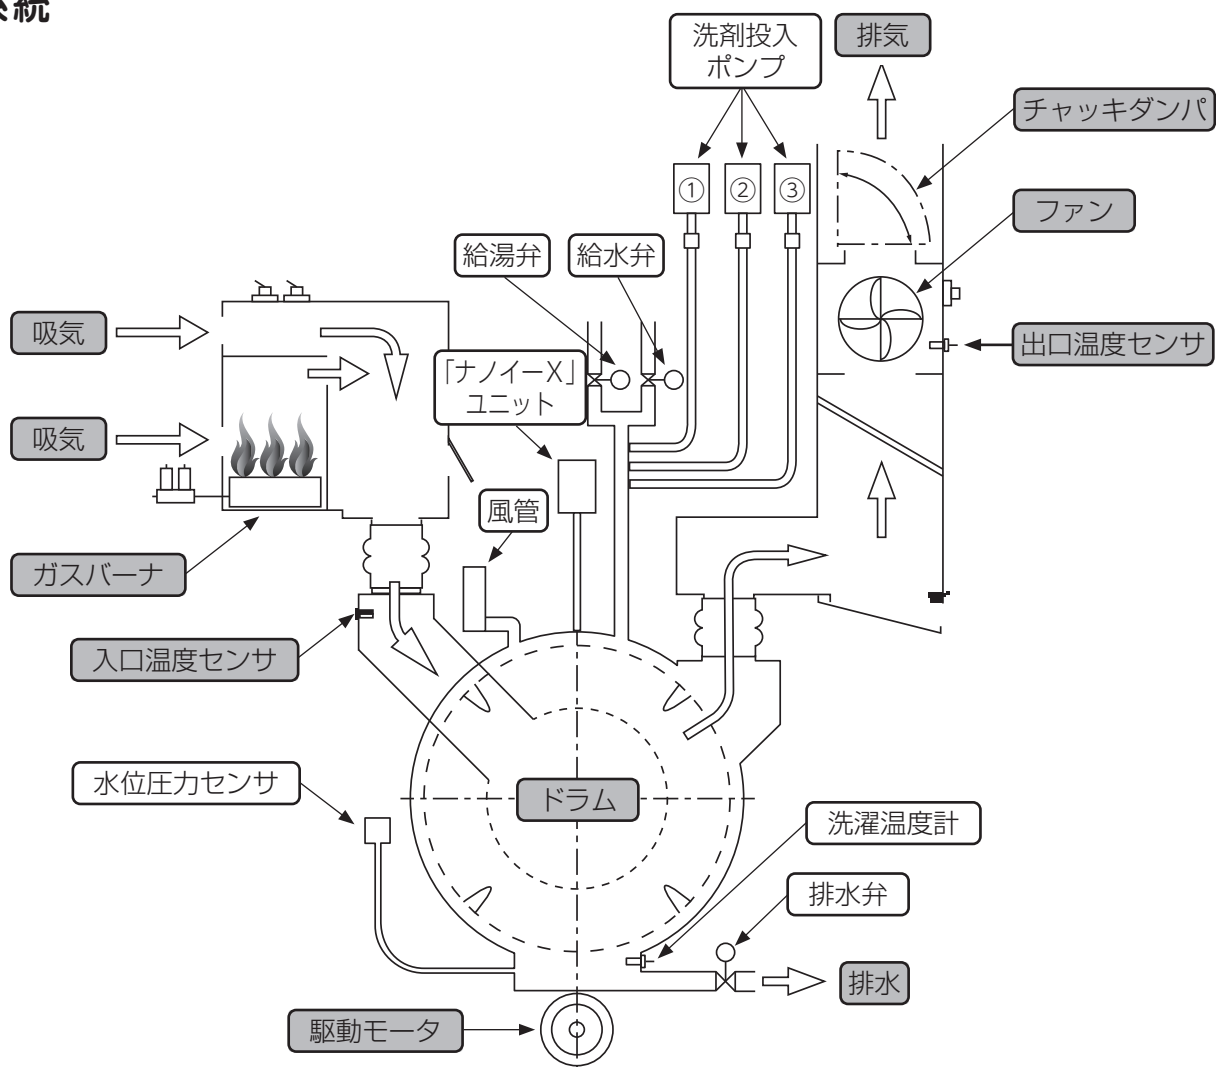 系統
洗剤投入
ポンプ
排気
チャッキダンパ
① ② ③
ファン
給湯弁
給水弁
吸気
出口温度センサ
「ナノイーX」
ユニット
吸気
風管
ガスバーナ
入口温度センサ
水位圧力センサ
ドラム
洗濯温度計
排水弁
排水
駆動モータ